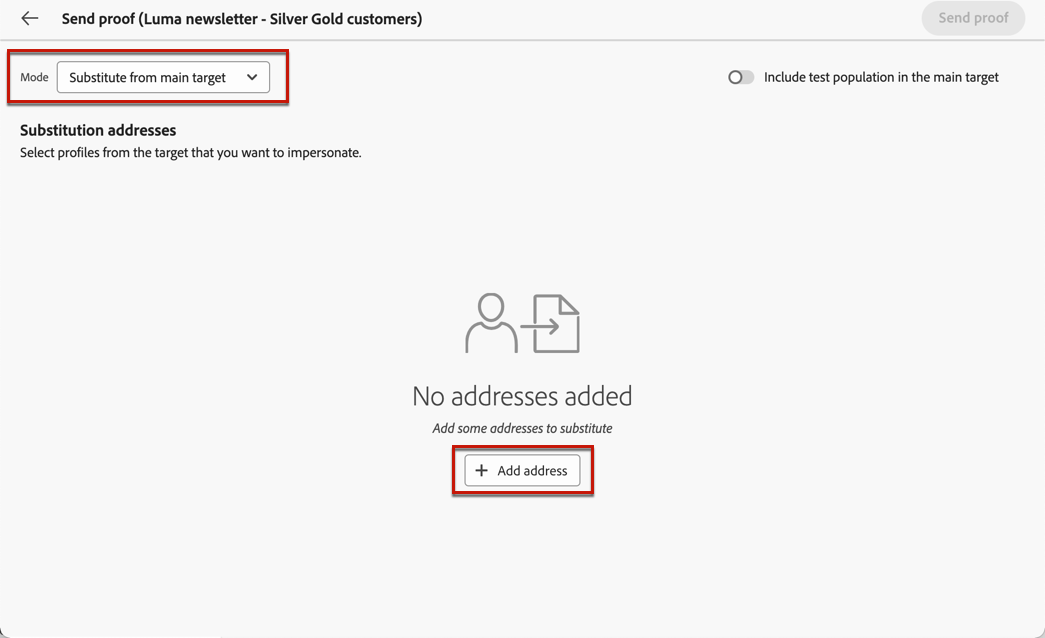 Send proof (Luma newsletter - Silver Gold customers)
Send proof
Mode
Substitute from main target
Include test population in the main target
Substitution addresses
Select profiles from the target that you want to impersonate.
No addresses added
Add some addresses to substitute
+ Add address